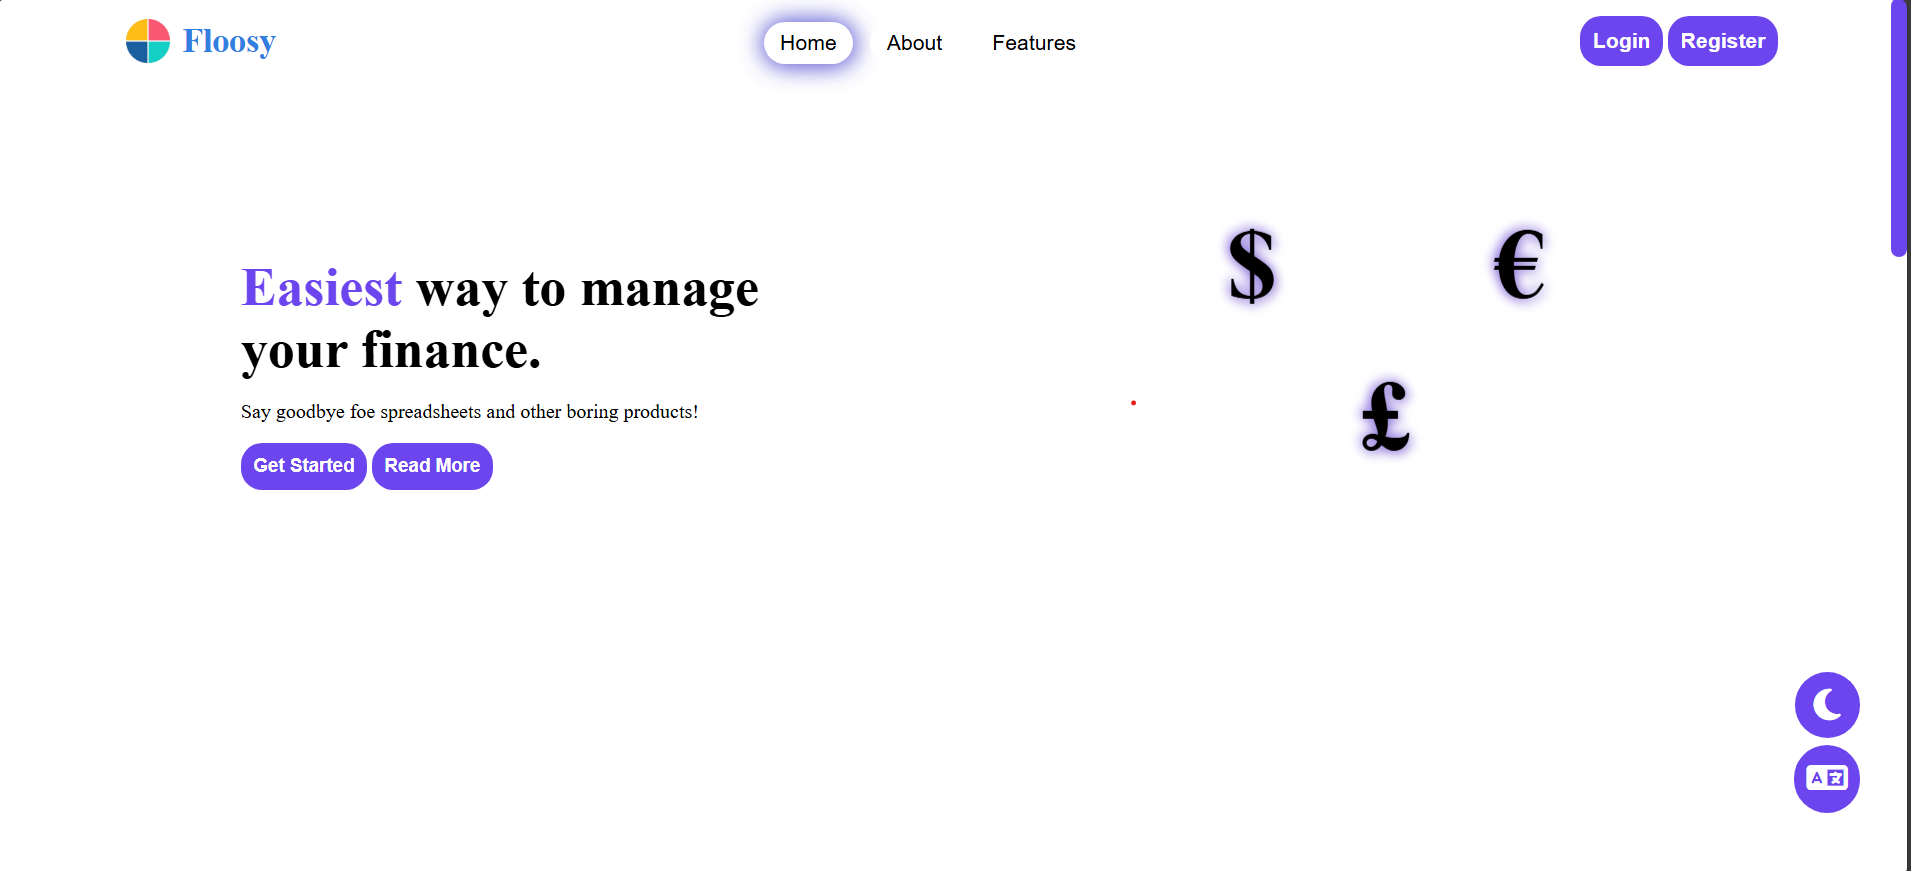 Floosy
Home About Features
Login Register
$ €
Easiest way to manage
your finance.
£
Say goodbye foe spreadsheets and other boring products!
Get Started Read More
A 文